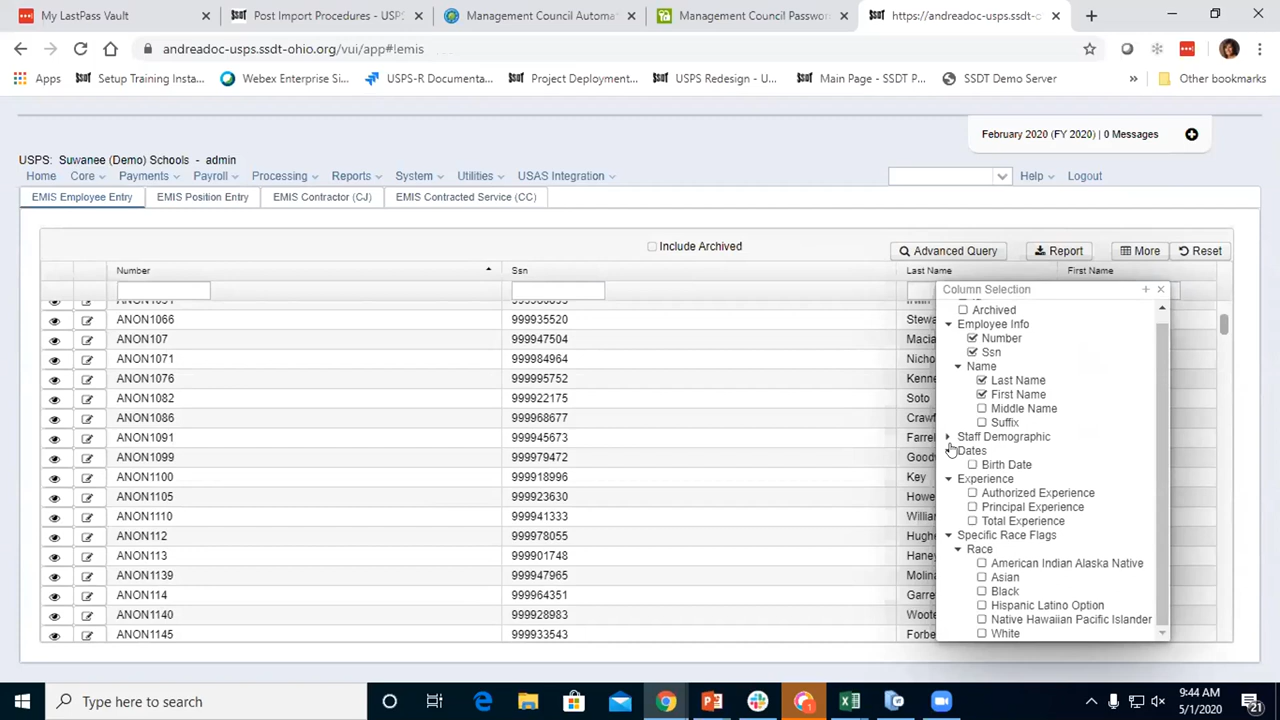 My LastPass Vault
Post Import Procedures - USPS
Management Council Automa
Management Council Passwor
https://andreadoc-usps.ssdt-
andreadoc-usps.ssdt-ohio.org/vui/app#!emis
Apps
Setup Training Insta...
Webex Enterprise Si...
USPS-R Documenta...
Project Deployment...
USPS Redesign - U...
Main Page - SSDT P...
SSDT Demo Server
»
Other bookmarks
February 2020 (FY 2020) | 0 Messages
USPS: Suwanee (Demo) Schools - admin
Home Core Payments Payroll Processing Reports System Utilities USAS Integration Help Logout
EMIS Employee Entry EMIS Position Entry EMIS Contractor (CJ) EMIS Contracted Service (CC)
Include Archived Advanced Query Report More Reset
Number Ssn Last Name First Name
ANON1066 999935520 Stewa
ANON107 999947504 Macia
ANON1071 999984964 Nicho
ANON1076 999995752 Kenne
ANON1082 999922175 Soto
ANON1086 999968677 Crawf
ANON1091 999945673 Farrel
ANON1099 999979472 Good
ANON1100 999918996 Key
ANON1105 999923630 Howe
ANON1110 999941333 Willia
ANON112 999978055 Hugh
ANON113 999901748 Haney
ANON1139 999947965 Molina
ANON114 999964351 Garre
ANON1140 999928983 Woote
ANON1145 999933543 Forbe
Column Selection
Archived
Employee Info
Number
Ssn
Name
Last Name
First Name
Middle Name
Suffix
Staff Demographic
Dates
Birth Date
Experience
Authorized Experience
Principal Experience
Total Experience
Specific Race Flags
Race
American Indian Alaska Native
Asian
Black
Hispanic Latino Option
Native Hawaiian Pacific Islander
White
Type here to search
9:44 AM
5/1/2020
21